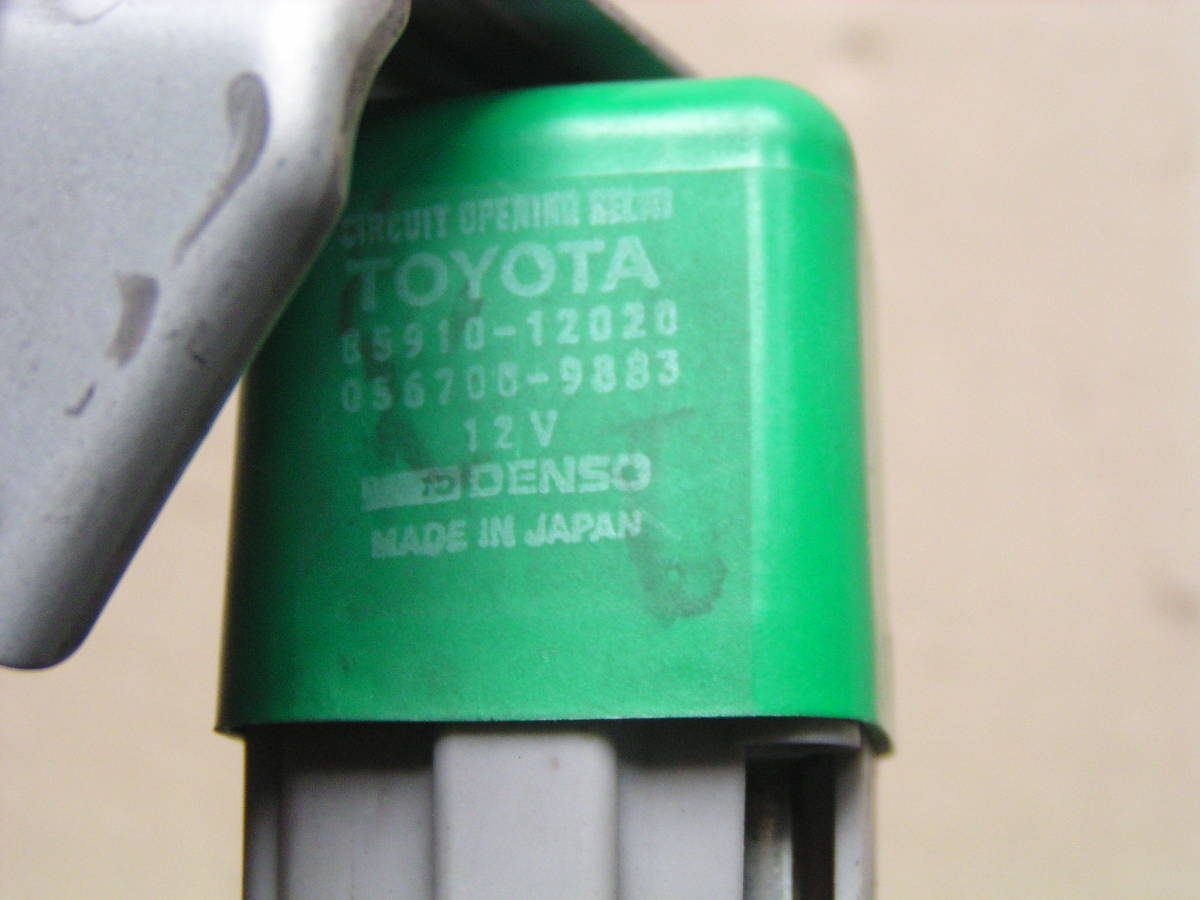 CIRCUIT OPENING RELAY
TOYOTA
85910-12020
056700-9883
12V
DENSO
MADE IN JAPAN